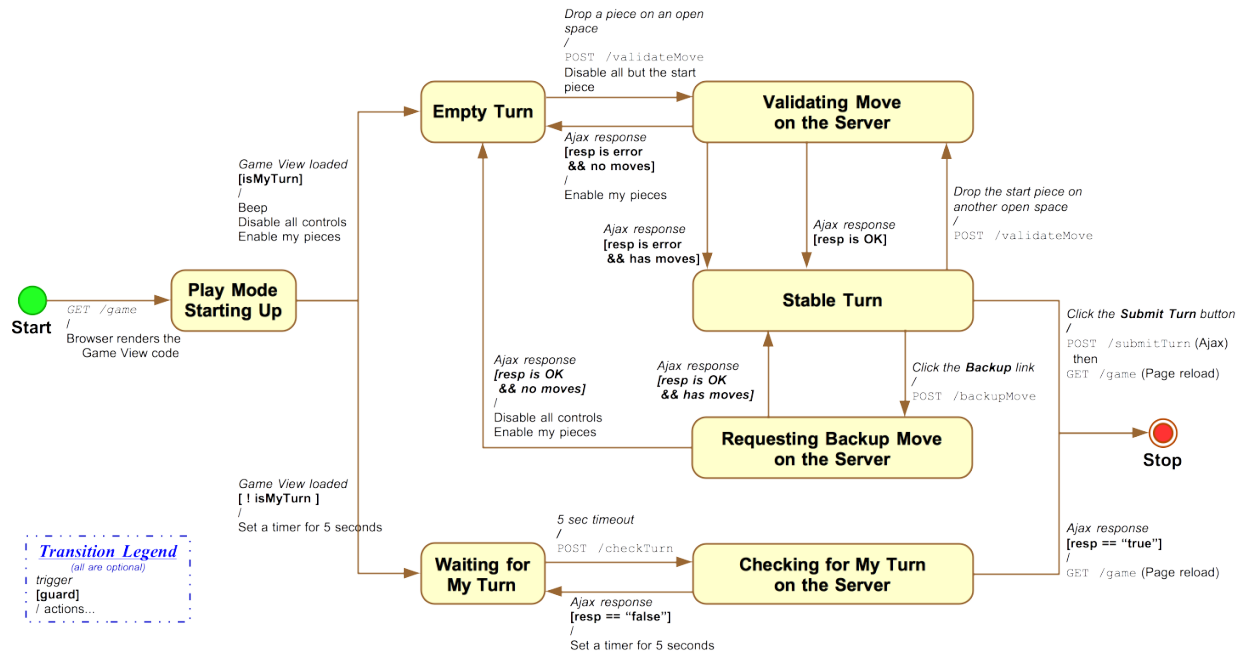 Drop a piece on an open
space
/
POST /validateMove
Disable all but the start
piece
Empty Turn
Validating Move
on the Server
Ajax response
[resp is error
&& no moves]
/
Enable my pieces
Game View loaded
[isMyTurn]
/
Beep
Disable all controls
Enable my pieces
Ajax response
[resp is error
&& has moves]
Ajax response
[resp is OK]
Drop the start piece on
another open space
/
POST /validateMove
Start
GET /game
/
Browser renders the
Game View code
Play Mode
Starting Up
Stable Turn
Click the Submit Turn button
/
POST /submitTurn (Ajax)
then
GET /game (Page reload)
Ajax response
[resp is OK
&& no moves]
/
Disable all controls
Enable my pieces
Ajax response
[resp is OK
&& has moves]
Click the Backup link
/
POST /backupMove
Requesting Backup Move
on the Server
Stop
Game View loaded
[ ! isMyTurn ]
/
Set a timer for 5 seconds
5 sec timeout
/
POST /checkTurn
Waiting for
My Turn
Checking for My Turn
on the Server
Ajax response
[resp == “true”]
/
GET /game (Page reload)
Ajax response
[resp == “false”]
/
Set a timer for 5 seconds
Transition Legend
(all are optional)
trigger
[guard]
/ actions...